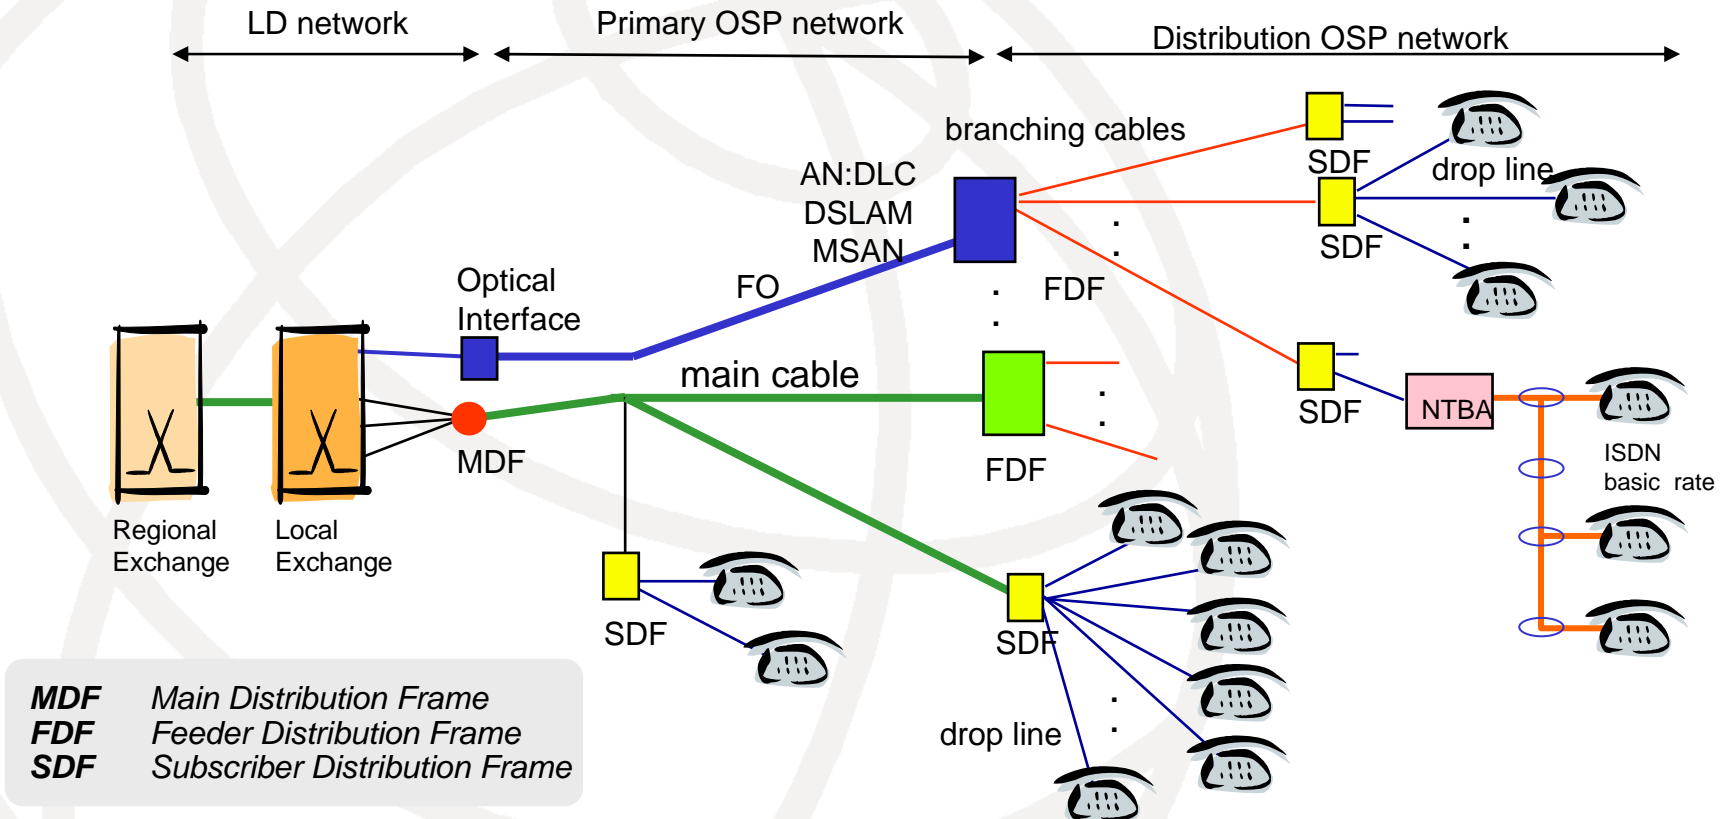 LD network
Primary OSP network
Distribution OSP network
branching cables
SDF
drop line
AN:DLC
DSLAM
MSAN
SDF
FDF
FO
Optical
Interface
main cable
SDF
NTBA
MDF
FDF
ISDN
basic rate
Regional
Exchange
Local
Exchange
SDF
SDF
drop line
MDF Main Distribution Frame
FDF Feeder Distribution Frame
SDF Subscriber Distribution Frame